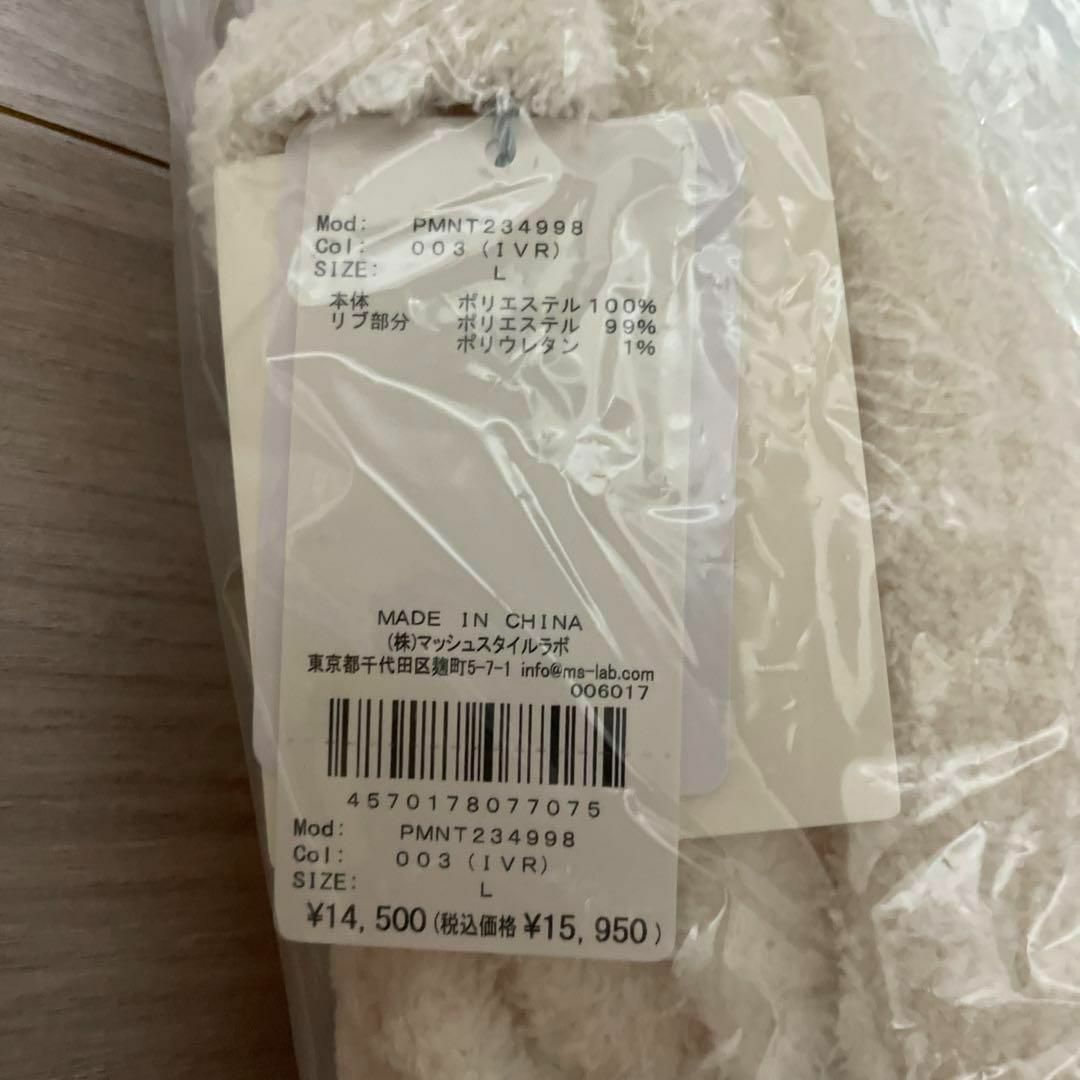 Mod: PMNT234998
Col: 003(IVR)
SIZE: L
本体 ポリエステル 100%
リブ部分 ポリエステル 99%
ポリウレタン 1%
MADE IN CHINA
(株)マッシュスタイルラボ
東京都千代田区麹町5-7-1 info@ms-lab.com
006017
4570178077075
Mod: PMNT234998
Col: 003(IVR)
SIZE: L
¥14,500(税込価格 ¥15,950)